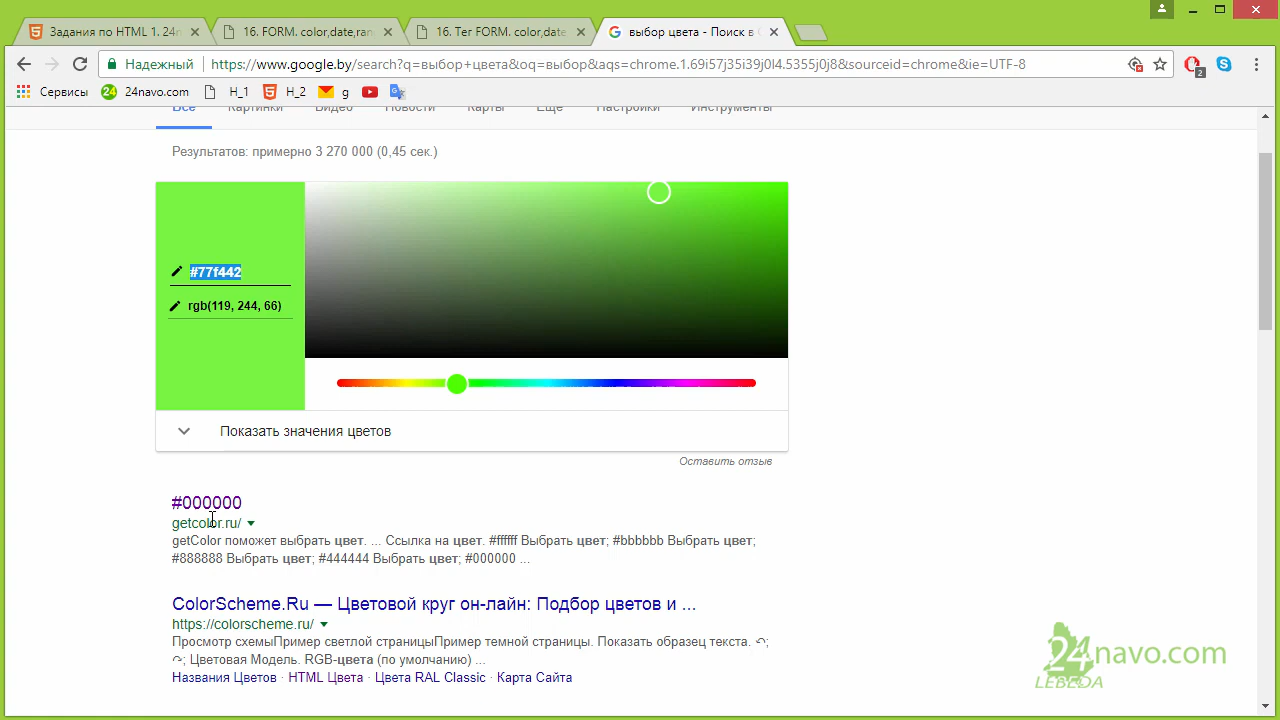 Задания по HTML 1. 24n
16. FORM. color,date,ran
16. Тег FORM. color,date
выбор цвета - Поиск в G
Надежный
https://www.google.by/search?q=выбор+цвета&oq=выбор&aqs=chrome.1.69i57j35i39j0l4.5355j0j8&sourceid=chrome&ie=UTF-8
2
Сервисы 24 24navo.com H_1 H_2 g
Все Картинки Видео Новости Карты Ещё Настройки Инструменты
Результатов: примерно 3 270 000 (0,45 сек.)
#77f442
rgb(119, 244, 66)
Показать значения цветов
Оставить отзыв
#000000
getcolor.ru/
getColor поможет выбрать цвет. ... Ссылка на цвет. #ffffff Выбрать цвет; #bbbbbb Выбрать цвет;
#888888 Выбрать цвет; #444444 Выбрать цвет; #000000 ...
ColorScheme.Ru — Цветовой круг он-лайн: Подбор цветов и ...
https://colorscheme.ru/
Просмотр схемыПример светлой страницыПример темной страницы. Показать образец текста. ↶;
↷; Цветовая Модель. RGB-цвета (по умолчанию) ...
Названия Цветов · HTML Цвета · Цвета RAL Classic · Карта Сайта
24navo.com
LEBEDA